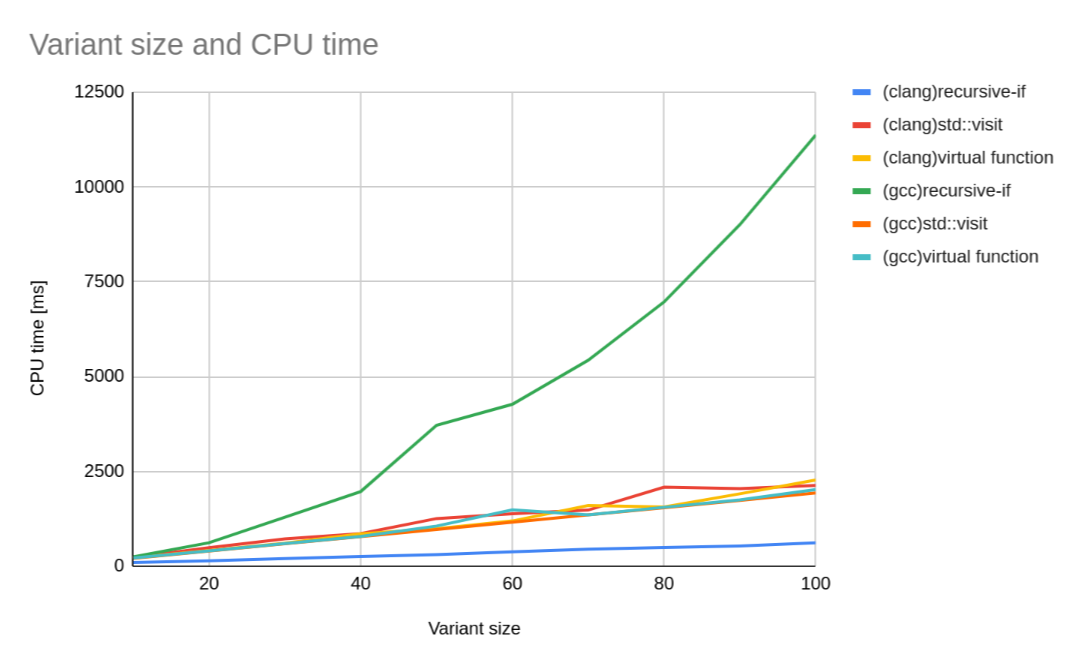 Variant size and CPU time
12500
10000
7500
5000
2500
0
CPU time [ms]
20
40
60
80
100
Variant size
(clang)recursive-if
(clang)std::visit
(clang)virtual function
(gcc)recursive-if
(gcc)std::visit
(gcc)virtual function